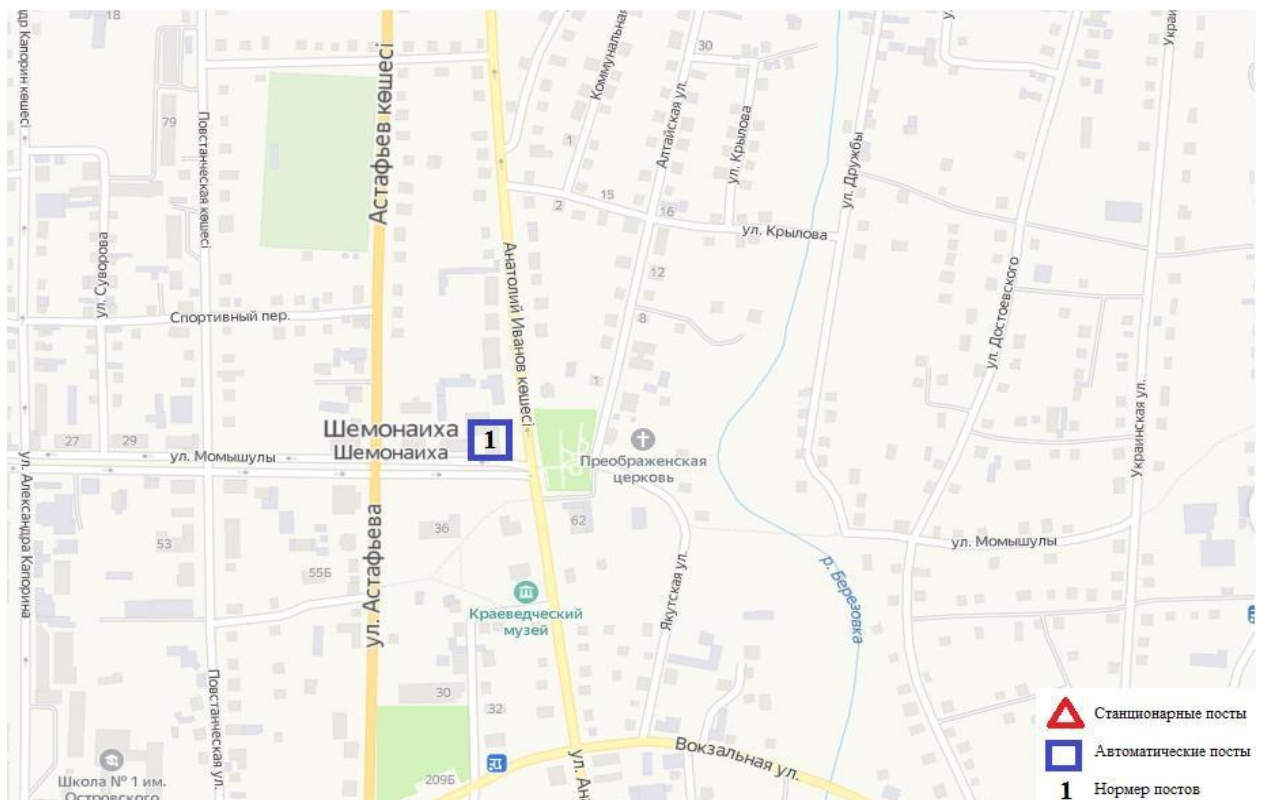 18
др Капорин көшесі
79
Повстанческая көшесі
Астафьев көшесі
Коммунальная
30
Алтайская ул.
ул. Крылова
1
15
2
16
ул. Крылова
ул. Дружбы
Укра
ул. Суворова
Анатолий Иванов көшесі
12
8
ул. Достоевского
Спортивный пер.
1
Шемонаиха
Шемонаиха
1
27
29
ул. Момышулы
Преображенская
церковь
Украинская ул.
ул. Александра Капорина
53
55Б
36
62
ул. Астафьева
ул. Момышулы
р. Березовка
Краеведческий
музей
Якутская ул.
Повстанческая ул.
30
32
209Б
ул. Ан
Вокзальная ул.
Школа № 1 им.
Островского
Станционарные посты
Автоматические посты
1 Нормер постов